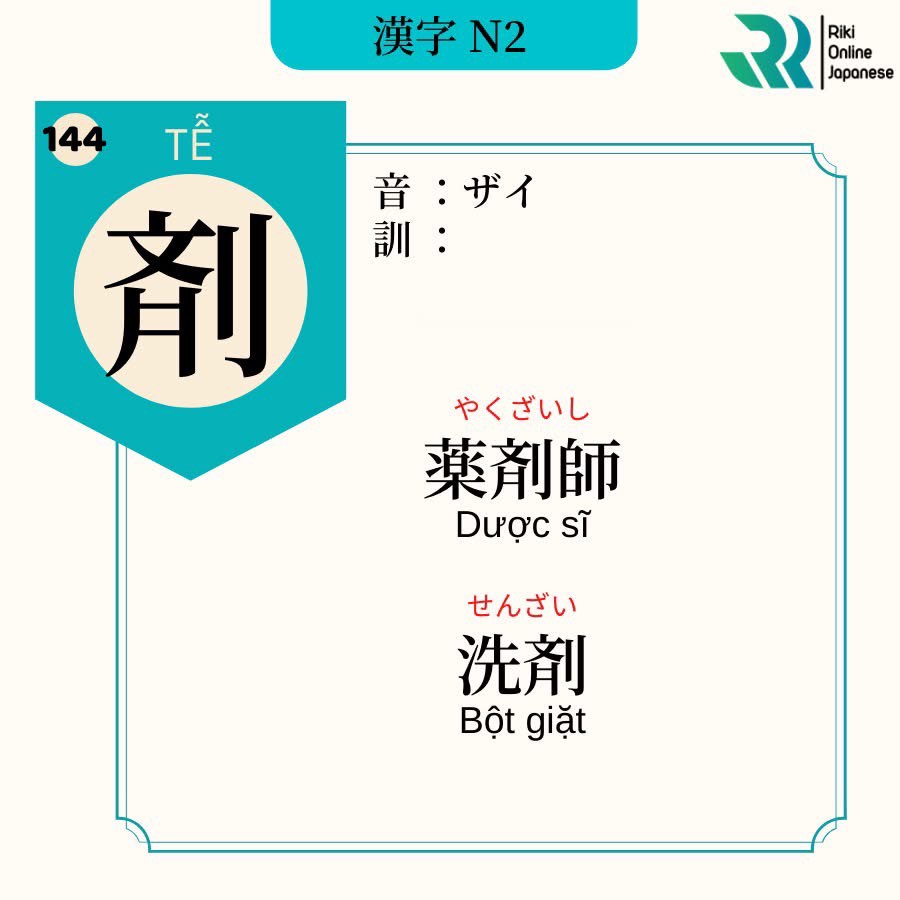 漢字 N2
Riki
Online
Japanese
144
TỄ
剤
音 ：ザイ
訓 ：
やくざいし
薬剤師
Dược sĩ
せんざい
洗剤
Bột giặt